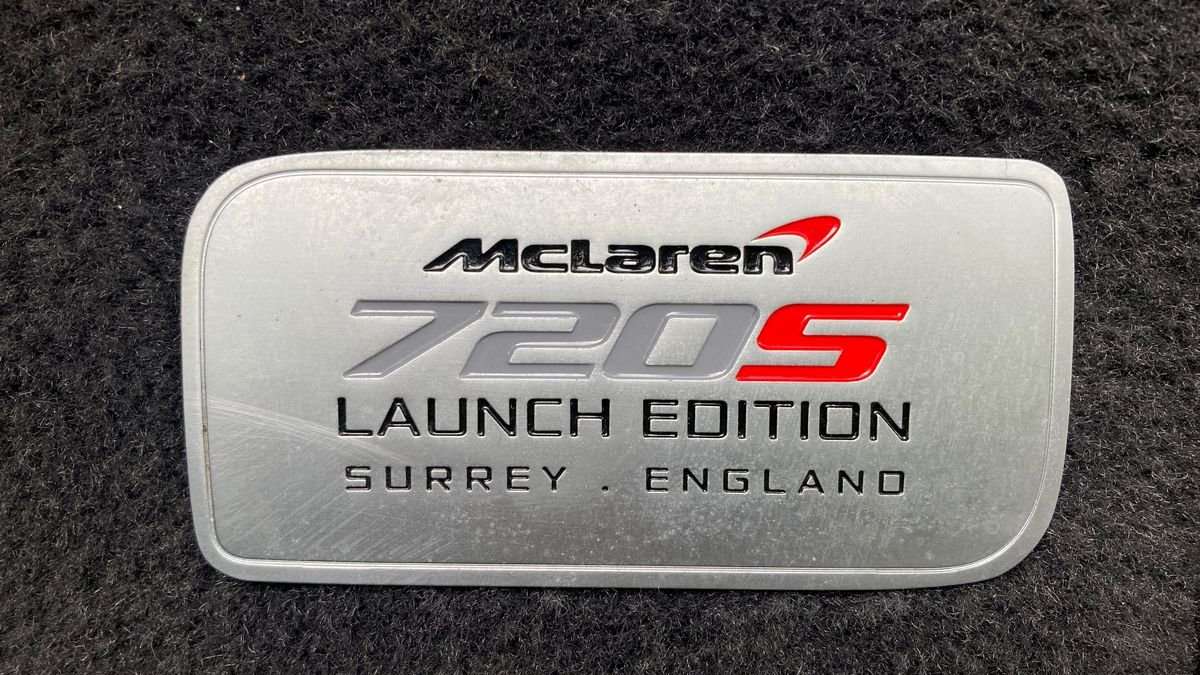 McLaren
720S
LAUNCH EDITION
SURREY . ENGLAND